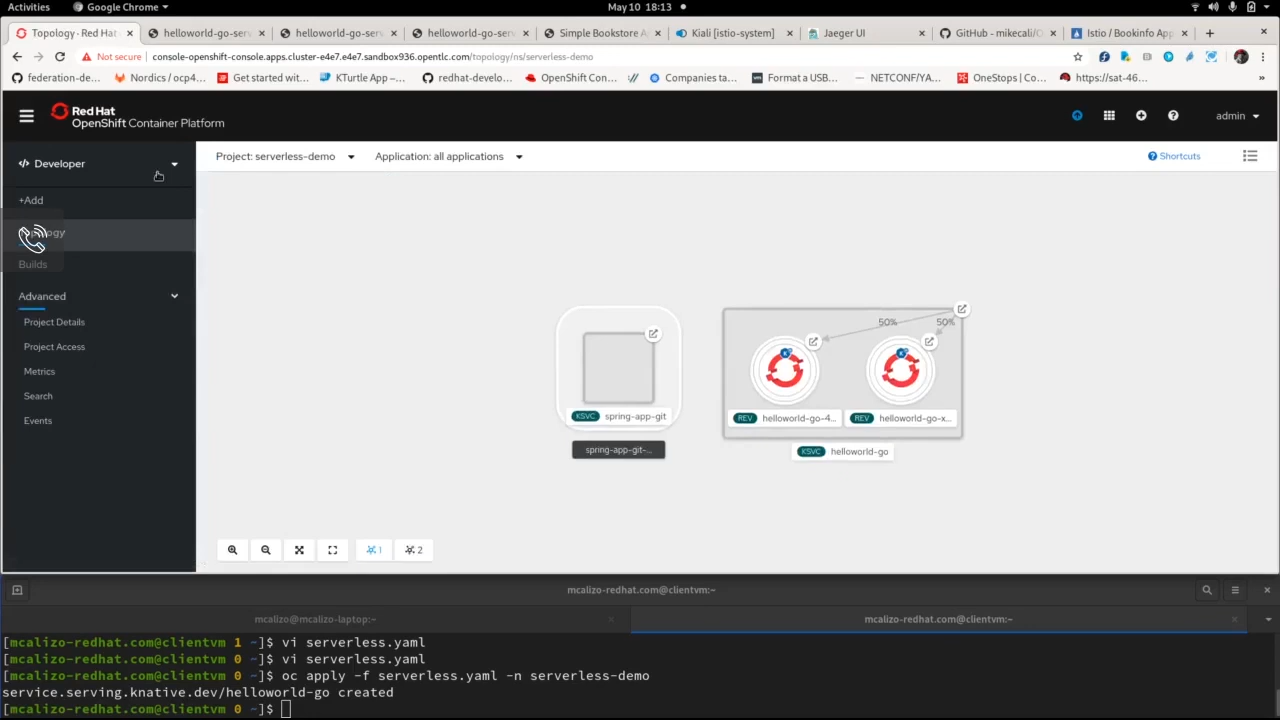 Activities
Google Chrome
May 10 18:13
Topology · Red Hat
helloworld-go-serv
helloworld-go-serv
helloworld-go-serv
Simple Bookstore A
Kiali [istio-system]
Jaeger UI
GitHub - mikecali/O
Istio / Bookinfo App
Not secure
console-openshift-console.apps.cluster-e4e7.e4e7.sandbox936.opentlc.com/topology/ns/serverless-demo
federation-de...
Nordics / ocp4...
Get started wit...
KTurtle App –...
redhat-develo...
OpenShift Con...
Companies ta...
Format a USB...
NETCONF/YA...
OneStops | Co...
https://sat-46...
»
Red Hat
OpenShift Container Platform
admin
Developer
Project: serverless-demo
Application: all applications
Shortcuts
+Add
Topology
Builds
Advanced
Project Details
Project Access
Metrics
Search
Events
50%
50%
KSVC spring-app-git
REV helloworld-go-4...
REV helloworld-go-x...
spring-app-git-...
KSVC helloworld-go
1
2
mcalizo-redhat.com@clientvm:~
mcalizo@mcalizo-laptop:~
mcalizo-redhat.com@clientvm:~
[mcalizo-redhat.com@clientvm 1 ~]$ vi serverless.yaml
[mcalizo-redhat.com@clientvm 0 ~]$ vi serverless.yaml
[mcalizo-redhat.com@clientvm 0 ~]$ oc apply -f serverless.yaml -n serverless-demo
service.serving.knative.dev/helloworld-go created
[mcalizo-redhat.com@clientvm 0 ~]$